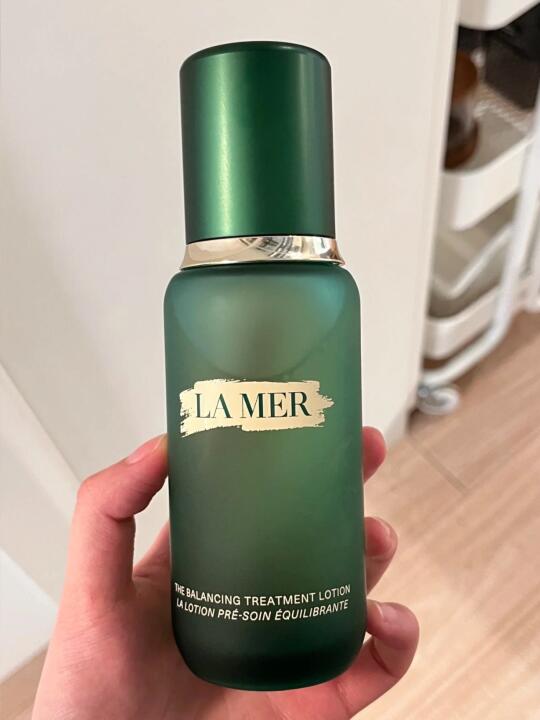 LA MER
THE BALANCING TREATMENT LOTION
LA LOTION PRÉ-SOIN ÉQUILIBRANTE